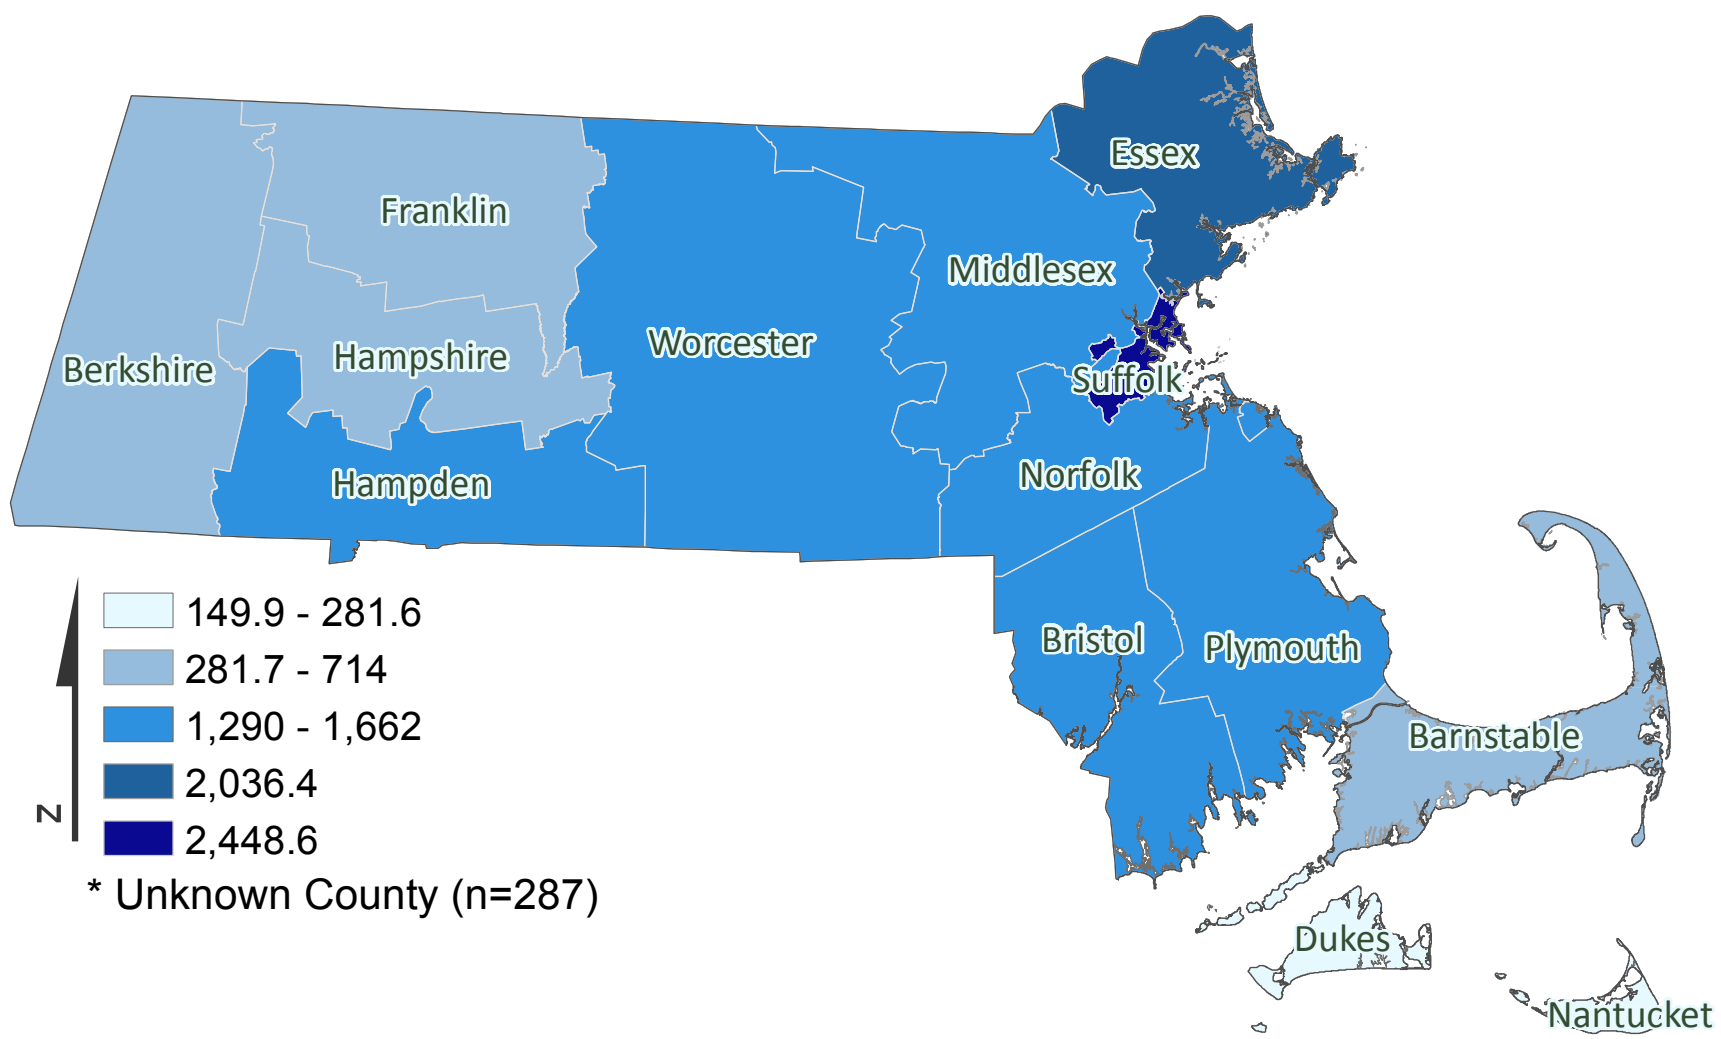 Essex
Franklin
Middlesex
Worcester
Hampshire
Berkshire
Suffolk
Norfolk
Hampden
Bristol
Plymouth
Barnstable
Dukes
Nantucket
149.9 - 281.6
281.7 - 714
1,290 - 1,662
2,036.4
2,448.6
* Unknown County (n=287)
N